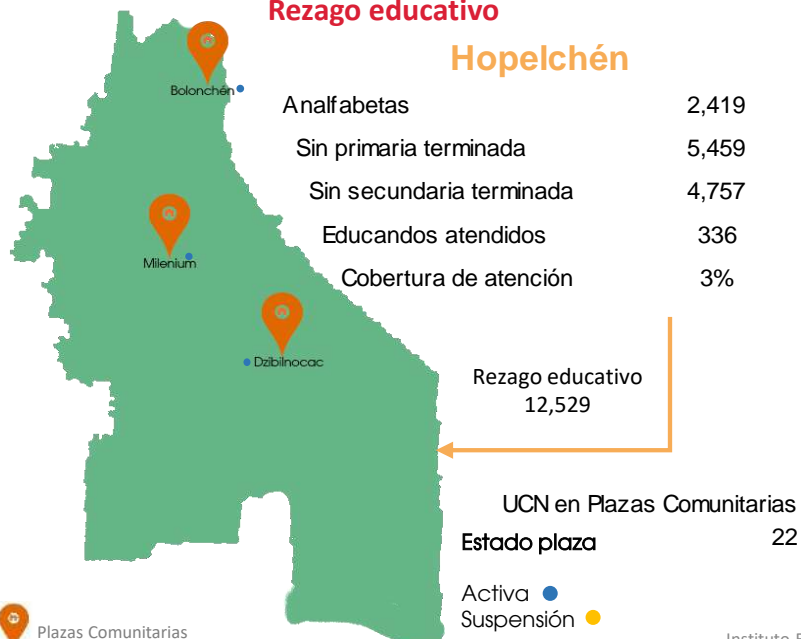 Rezago educativo
Hopelchén
Bolonchén
Analfabetas 2,419
Sin primaria terminada 5,459
Sin secundaria terminada 4,757
Educandos atendidos 336
Cobertura de atención 3%
Milenium
Dzibilnocac
Rezago educativo
12,529
UCN en Plazas Comunitarias
22
Estado plaza
Activa
Suspensión
Plazas Comunitarias
Instituto